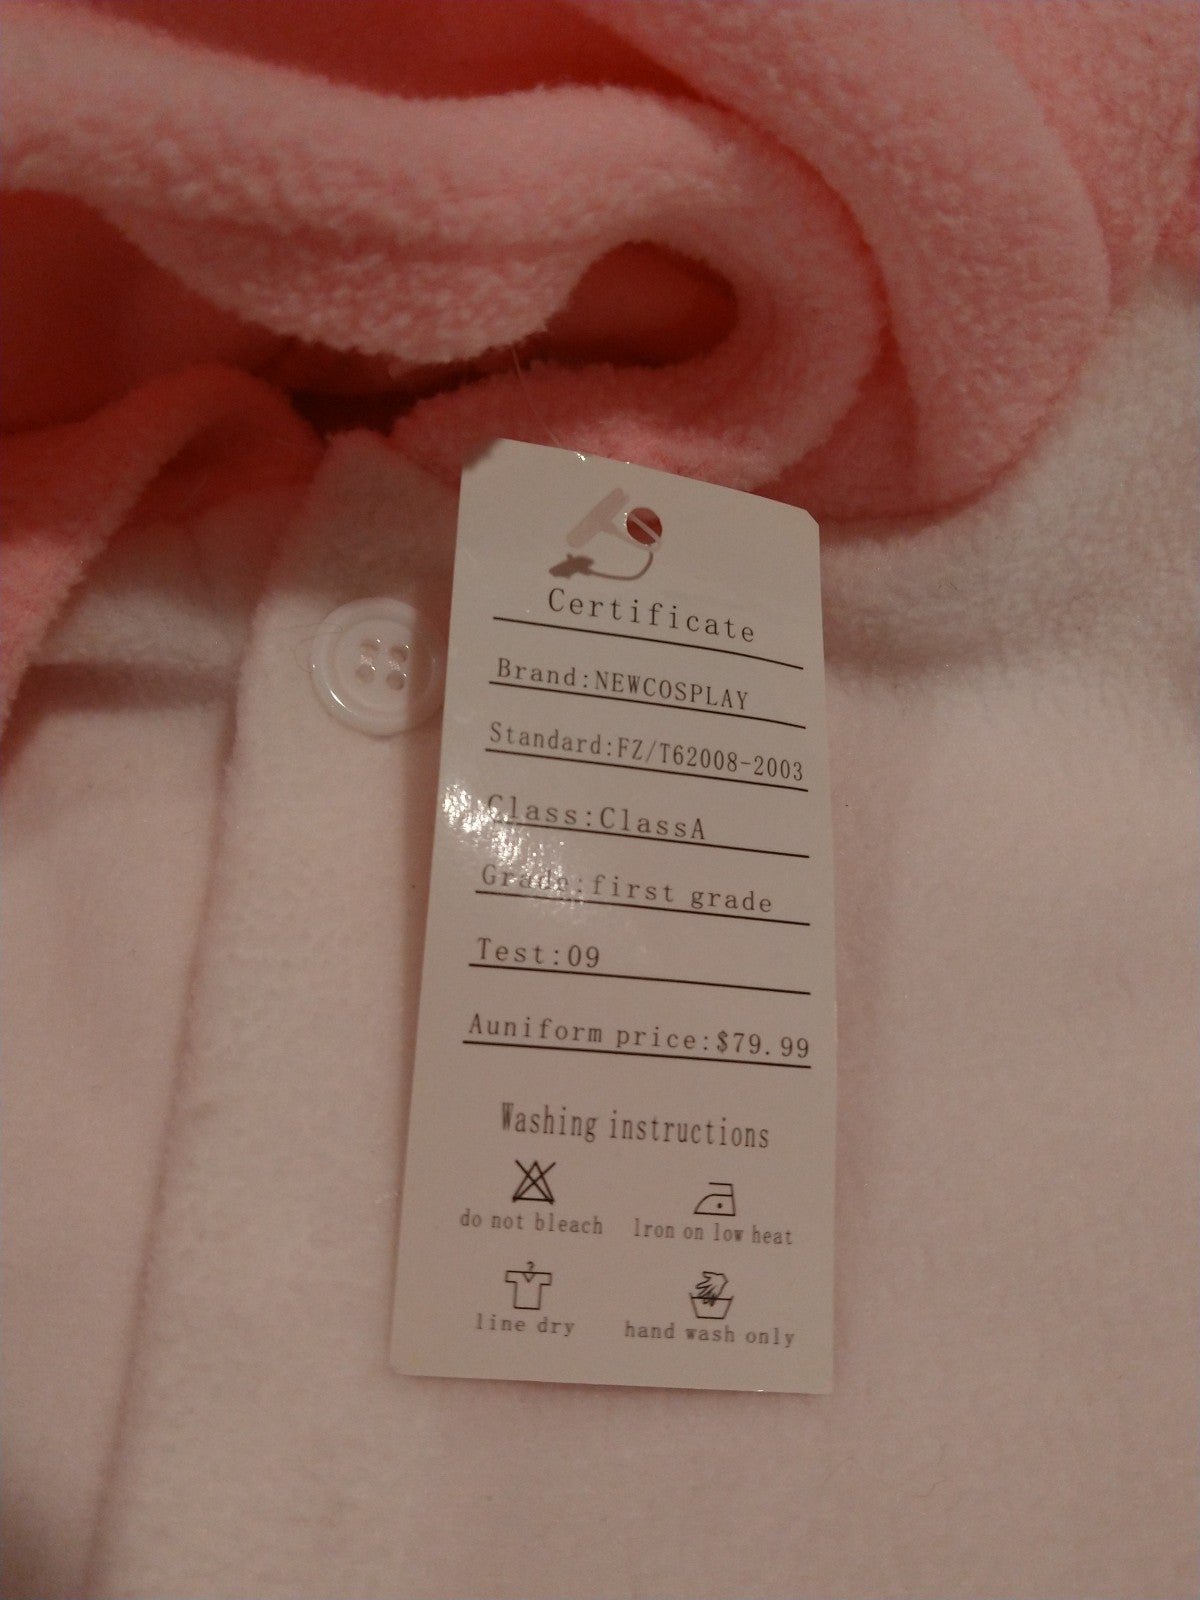 Certificate
Brand:NEWCOSPLAY
Standard:FZ/T62008-2003
Class:ClassA
Grade:first grade
Test:09
Auniform price:$79.99
Washing instructions
do not bleach
Iron on low heat
line dry
hand wash only